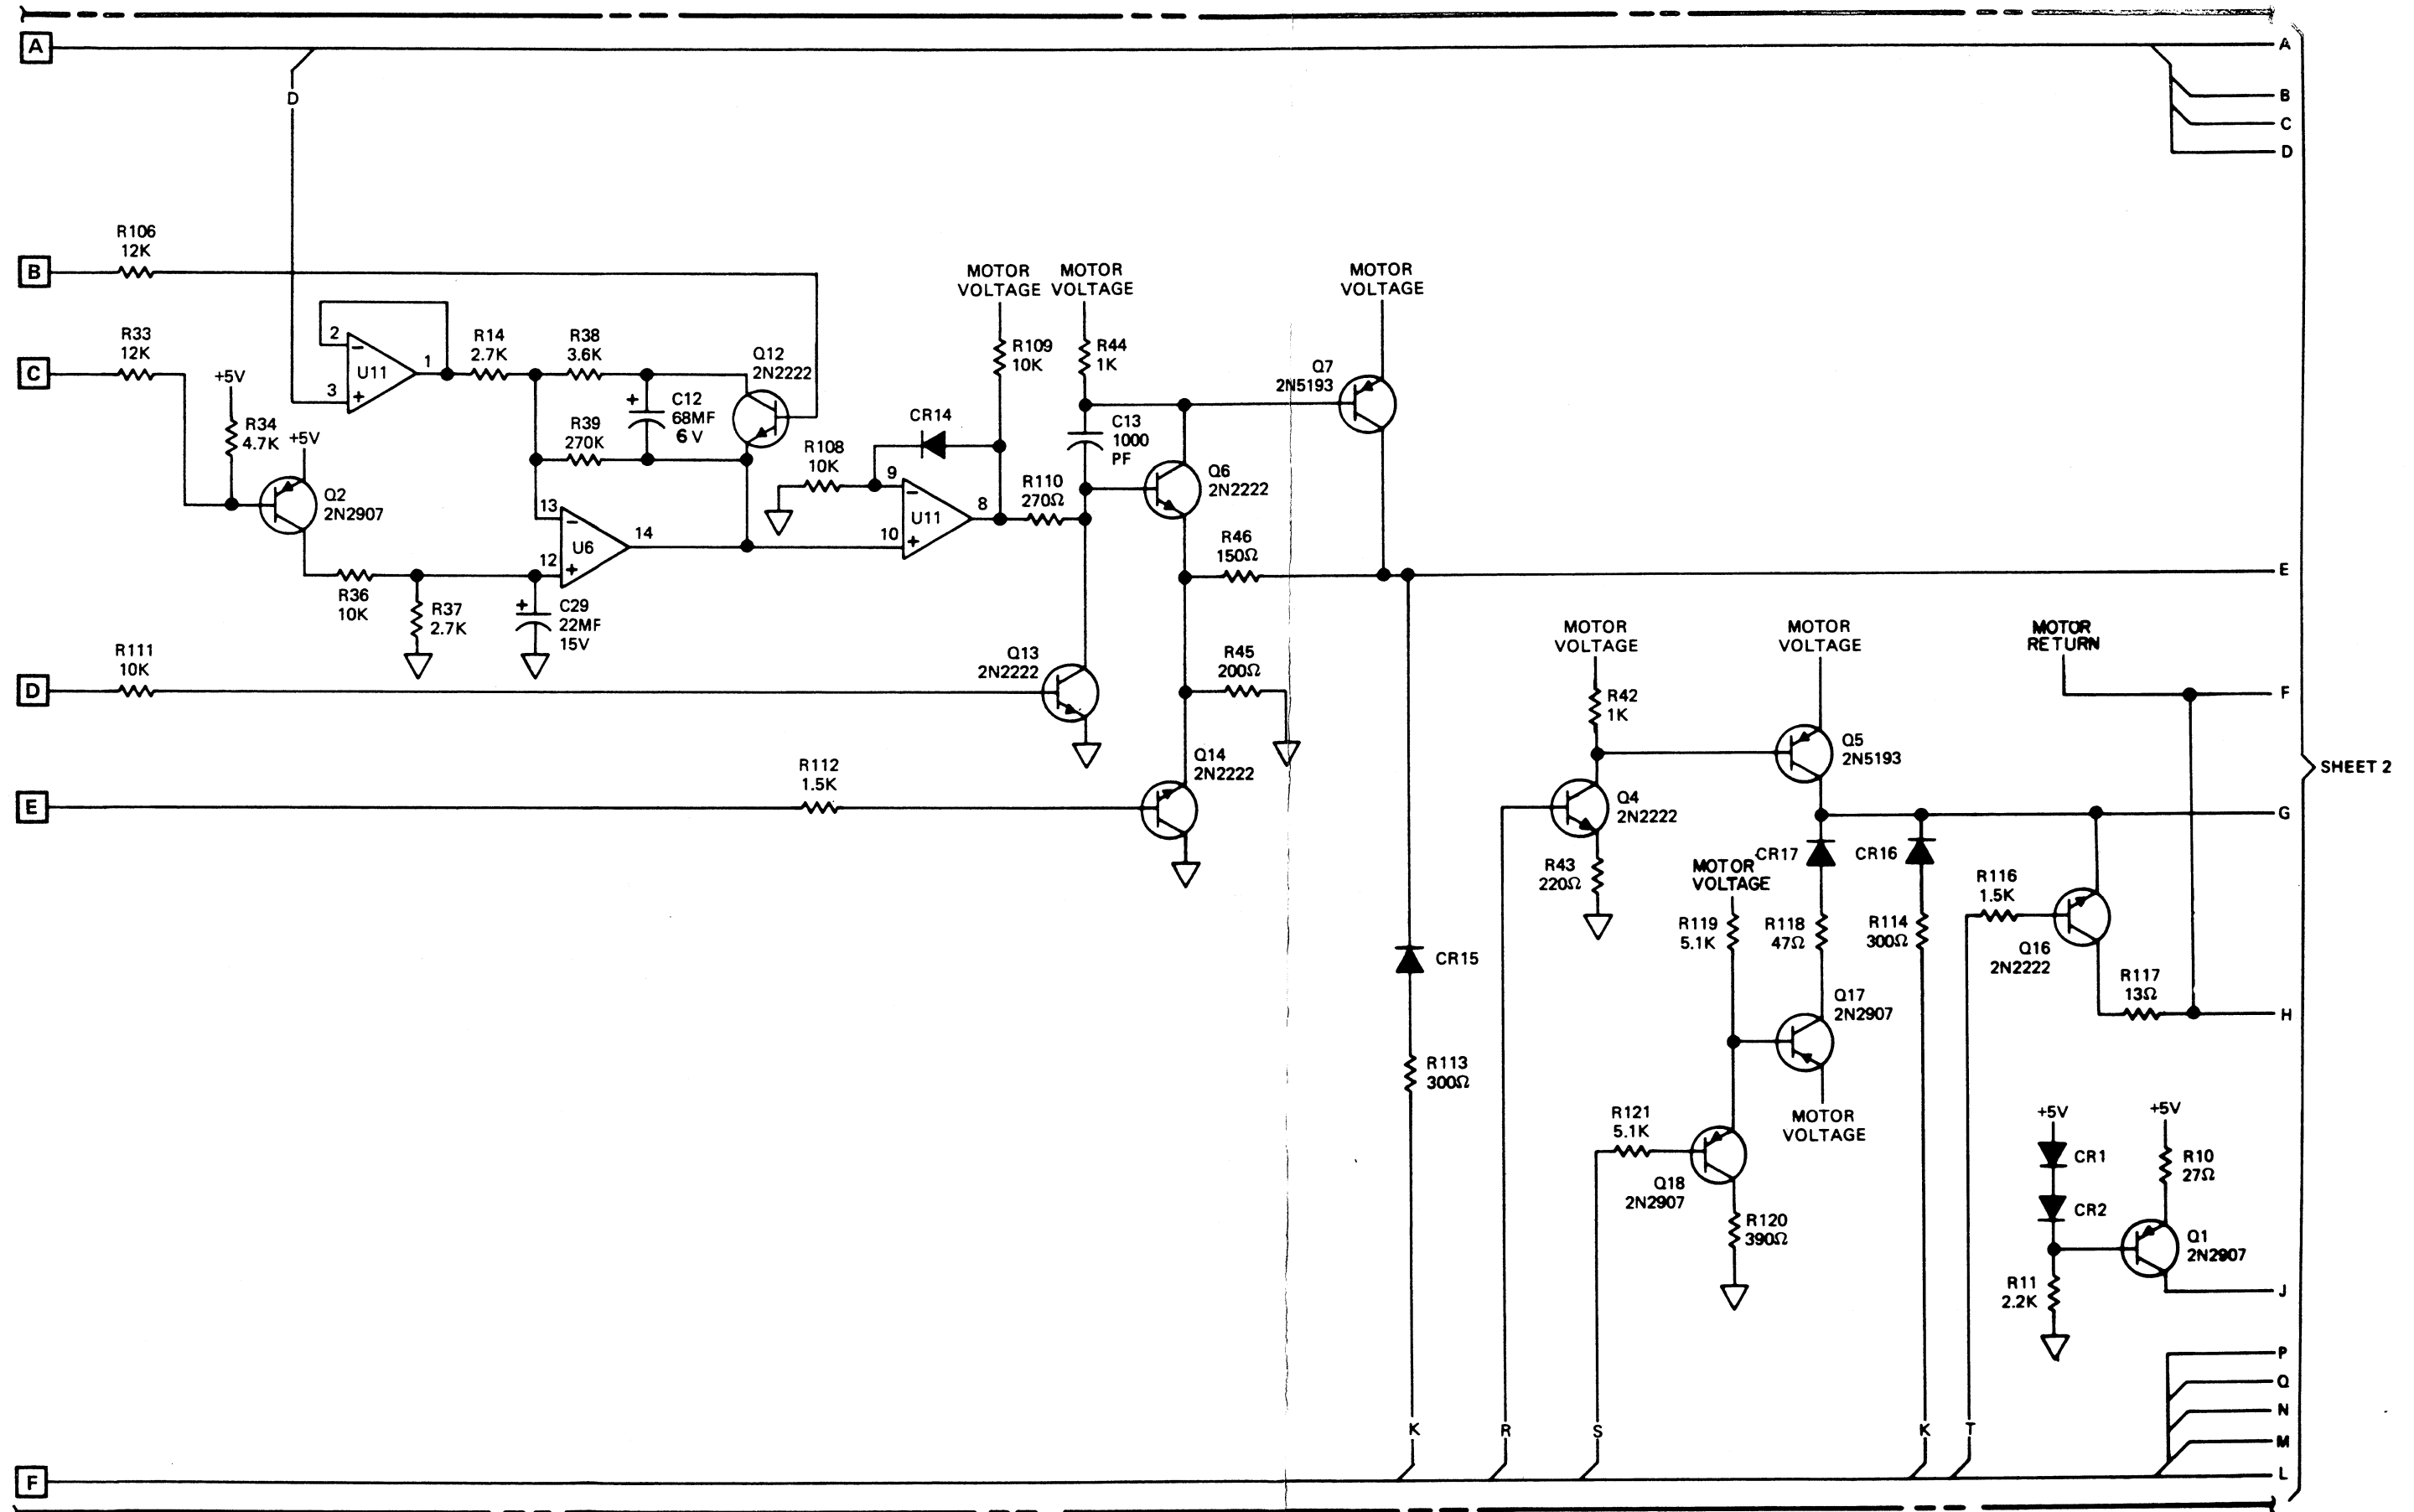 A
A
D
B
C
D
R106
12K
B
MOTOR VOLTAGE
MOTOR VOLTAGE
MOTOR VOLTAGE
R33
12K
C
+5V
R34
4.7K
+5V
Q2
2N2907
2
3
1
U11
R14
2.7K
R38
3.6K
R39
270K
C12
68MF
6 V
Q12
2N2222
R109
10K
R44
1K
Q7
2N5193
CR14
C13
1000
PF
R108
10K
9
10
8
U11
R110
270Ω
Q6
2N2222
13
12
14
U6
R46
150Ω
E
R36
10K
R37
2.7K
C29
22MF
15V
R111
10K
D
Q13
2N2222
R45
200Ω
MOTOR
VOLTAGE
MOTOR
VOLTAGE
MOTOR
RETURN
F
R42
1K
Q5
2N5193
SHEET 2
R112
1.5K
E
Q14
2N2222
Q4
2N2222
G
R43
220Ω
MOTOR
VOLTAGE
CR17
CR16
R116
1.5K
R119
5.1K
R118
47Ω
R114
300Ω
Q16
2N2222
CR15
R117
13Ω
H
Q17
2N2907
R113
300Ω
MOTOR
VOLTAGE
R121
5.1K
Q18
2N2907
R120
390Ω
+5V
+5V
CR1
R10
27Ω
CR2
Q1
2N2907
R11
2.2K
J
P
Q
N
M
L
K
R
S
K
T
F